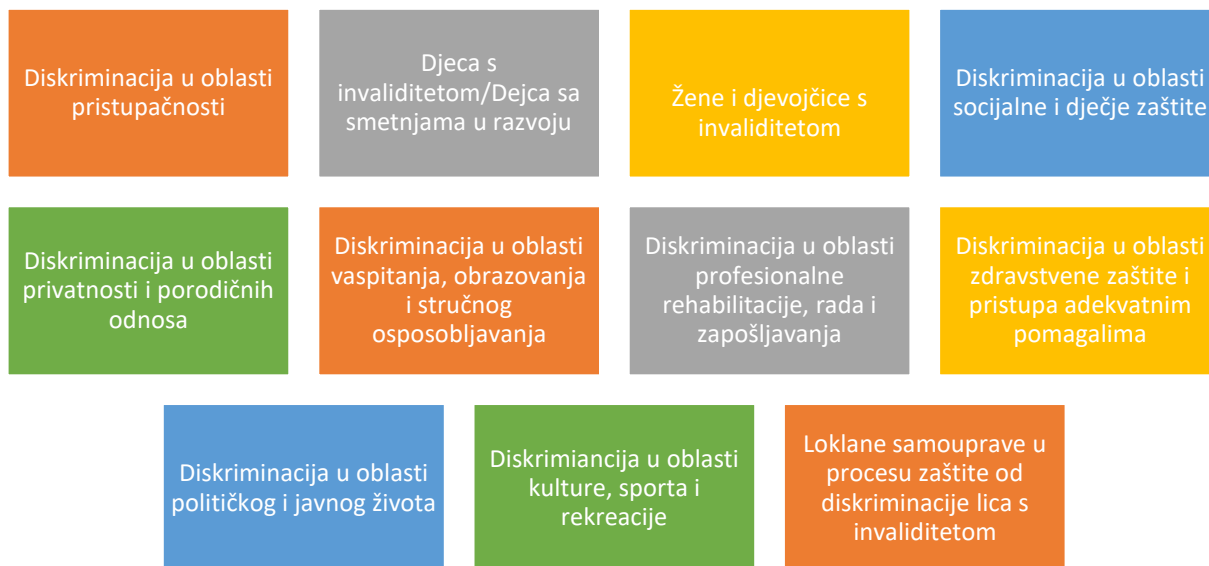 Diskriminacija u oblasti
pristupačnosti
Djeca s
invaliditetom/Dejca sa
smetnjama u razvoju
Žene i djevojčice s
invaliditetom
Diskriminacija u oblasti
socijalne i dječje zaštite
Diskriminacija u oblasti
privatnosti i porodičnih
odnosa
Diskriminacija u oblasti
vaspitanja, obrazovanja
i stručnog
osposobljavanja
Diskriminacija u oblasti
profesionalne
rehabilitacije, rada i
zapošljavanja
Diskriminacija u oblasti
zdravstvene zaštite i
pristupa adekvatnim
pomagalima
Diskriminacija u oblasti
političkog i javnog života
Diskrimiancija u oblasti
kulture, sporta i
rekreacije
Loklane samouprave u
procesu zaštite od
diskriminacije lica s
invaliditetom